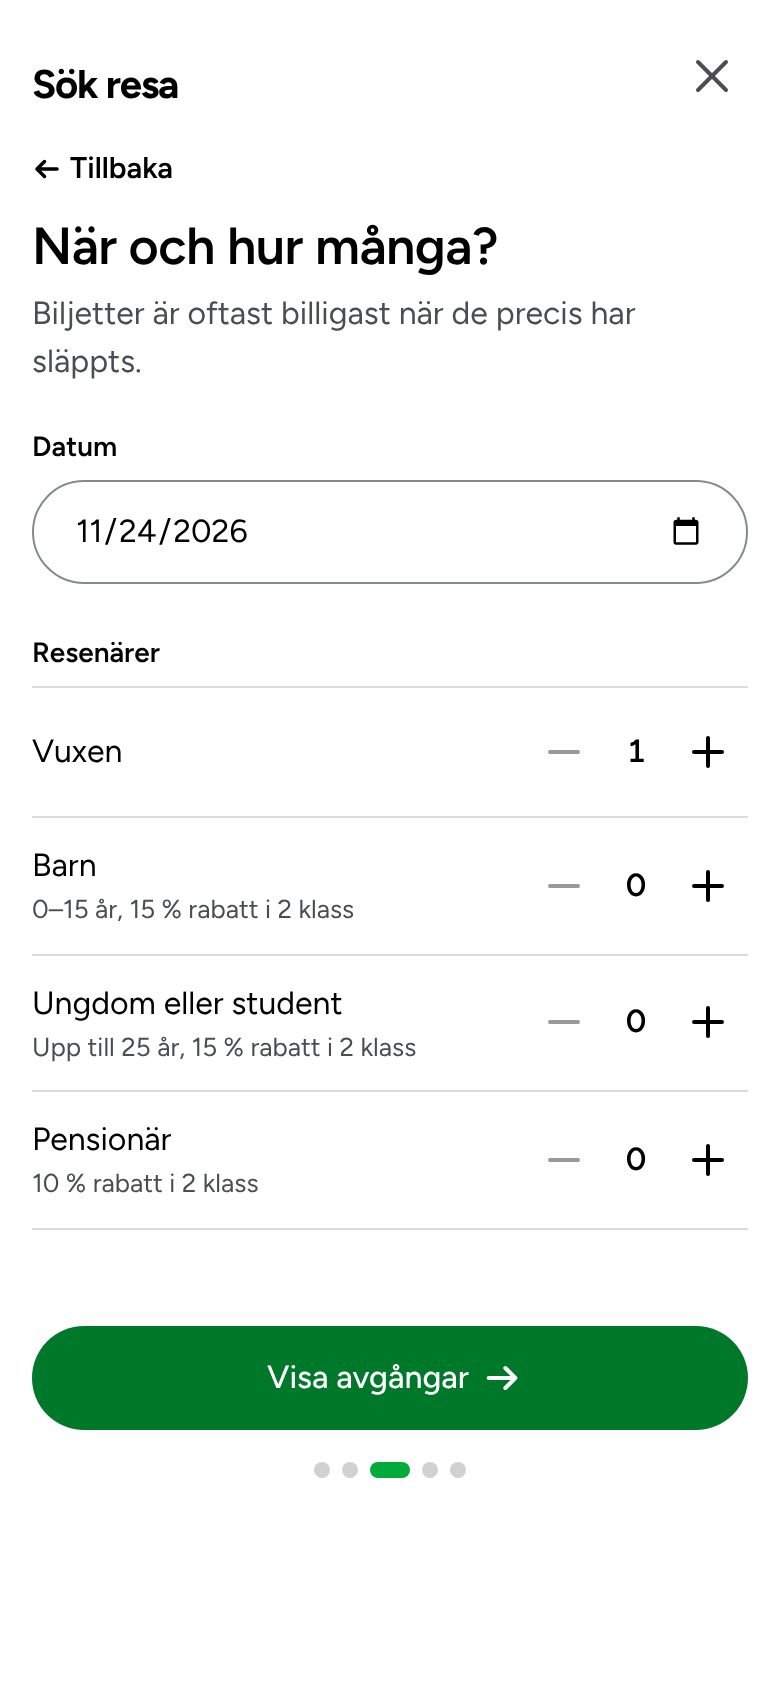 Sök resa
Tillbaka
När och hur många?
Biljetter är oftast billigast när de precis har
släppts.
Datum
11/24/2026
Resenärer
Vuxen
1
Barn
0–15 år, 15 % rabatt i 2 klass
0
Ungdom eller student
Upp till 25 år, 15 % rabatt i 2 klass
0
Pensionär
10 % rabatt i 2 klass
0
Visa avgångar